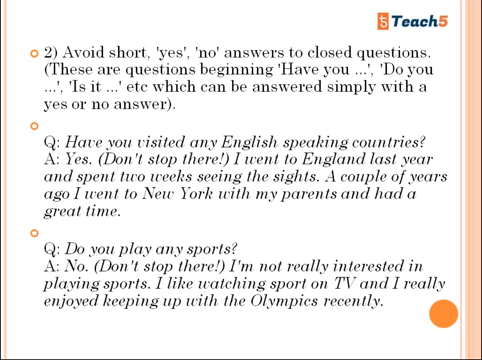 Teach5
2) Avoid short, 'yes', 'no' answers to closed questions.
(These are questions beginning 'Have you ...', 'Do you
...', 'Is it ...' etc which can be answered simply with a
yes or no answer).
Q: Have you visited any English speaking countries?
A: Yes. (Don't stop there!) I went to England last year
and spent two weeks seeing the sights. A couple of years
ago I went to New York with my parents and had a
great time.
Q: Do you play any sports?
A: No. (Don't stop there!) I'm not really interested in
playing sports. I like watching sport on TV and I really
enjoyed keeping up with the Olympics recently.